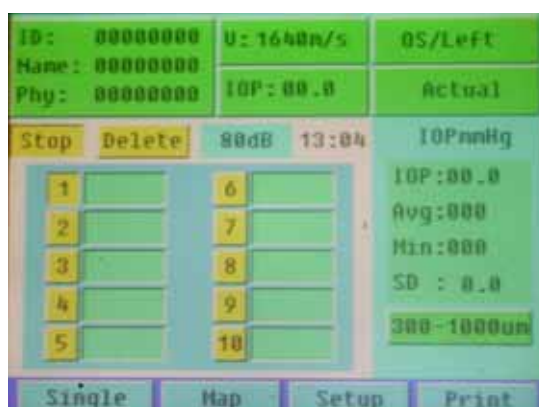 ID: 00000000
Name: 00000000
Phy: 00000000
V: 1640m/s
IOP:00.0
OS/Left
Actual
Stop
Delete
80dB
13:04
IOPmmHg
1
2
3
4
5
6
7
8
9
10
IOP:00.0
Avg:000
Min:000
SD : 0.0
300-1000um
Single
Map
Setup
Print